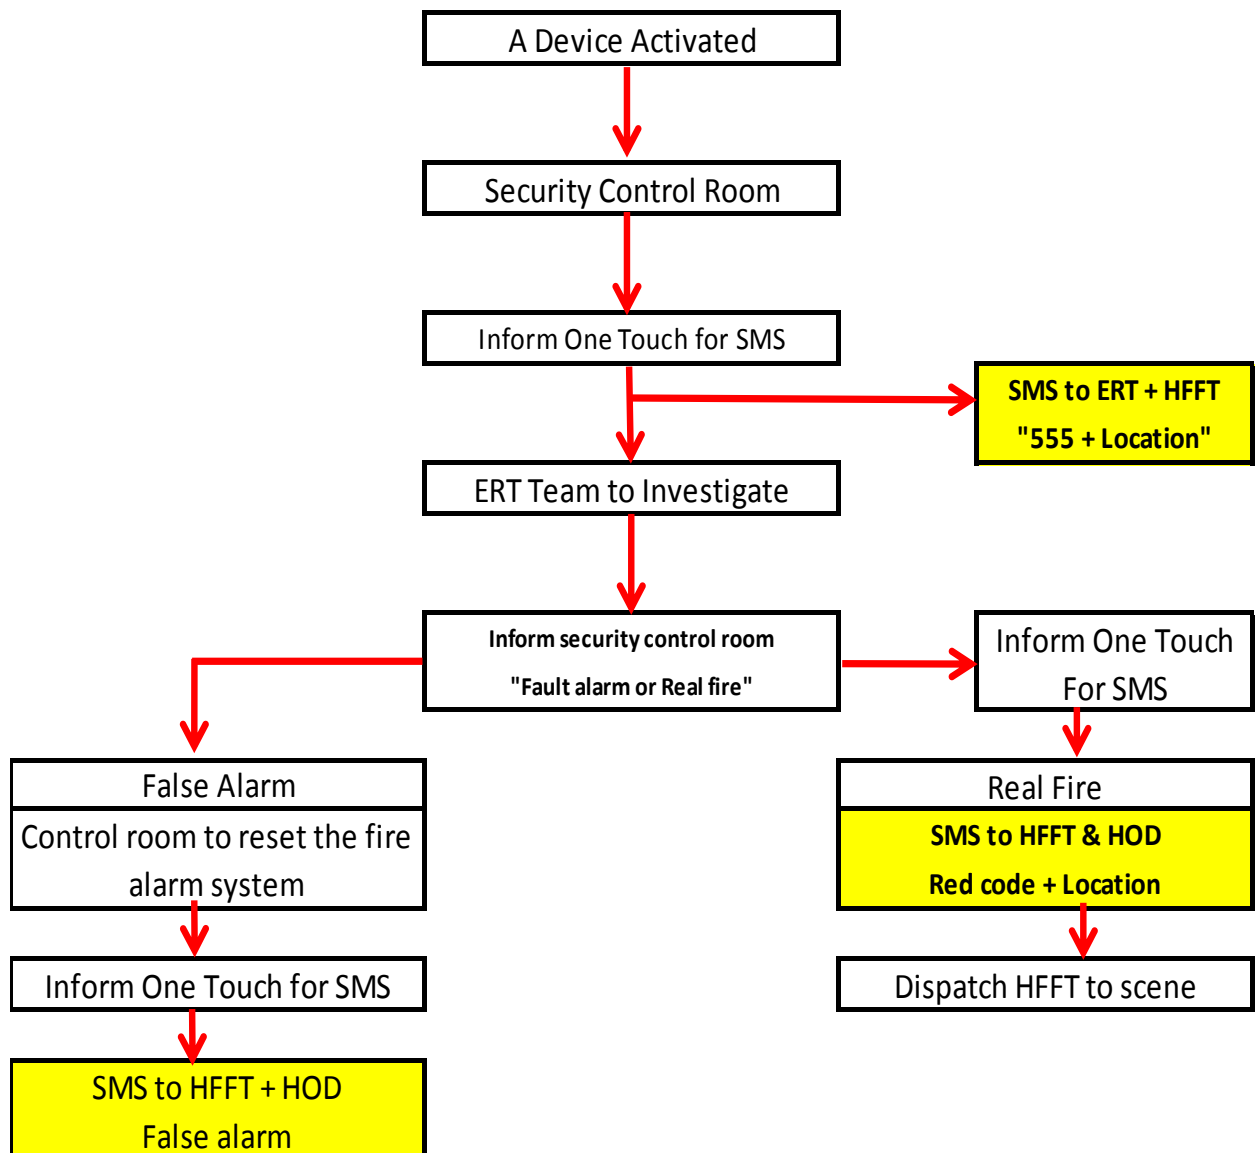 A Device Activated
Security Control Room
Inform One Touch for SMS
SMS to ERT + HFFT
"555 + Location"
ERT Team to Investigate
Inform security control room
"Fault alarm or Real fire"
Inform One Touch
For SMS
False Alarm
Control room to reset the fire
alarm system
Real Fire
SMS to HFFT & HOD
Red code + Location
Inform One Touch for SMS
Dispatch HFFT to scene
SMS to HFFT + HOD
False alarm